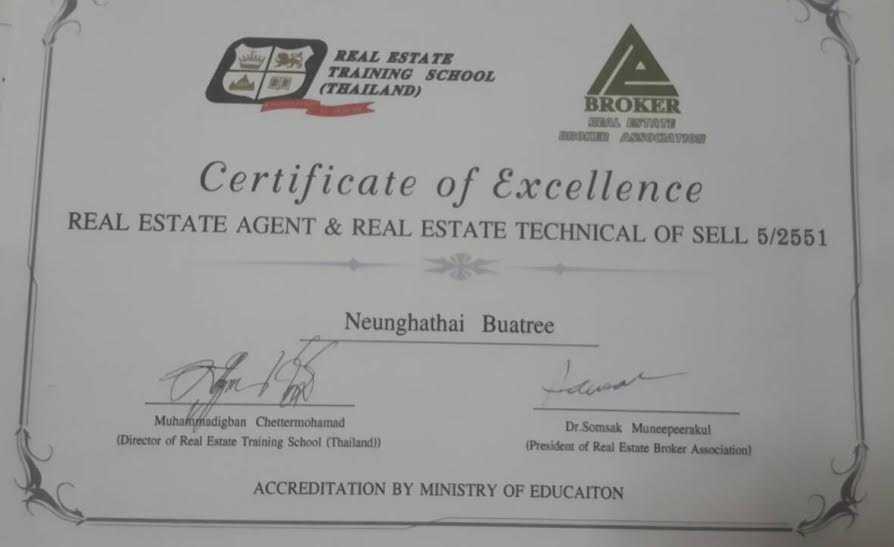 REAL ESTATE
TRAINING SCHOOL
(THAILAND)
BROKER
REAL ESTATE
BROKER ASSOCIATION
Certificate of Excellence
REAL ESTATE AGENT & REAL ESTATE TECHNICAL OF SELL 5/2551
Neunghathai Buatree
Muhammadigban Chettermohamad
(Director of Real Estate Training School (Thailand))
Dr.Somsak Muneepeerakul
(President of Real Estate Broker Association)
ACCREDITATION BY MINISTRY OF EDUCAITON